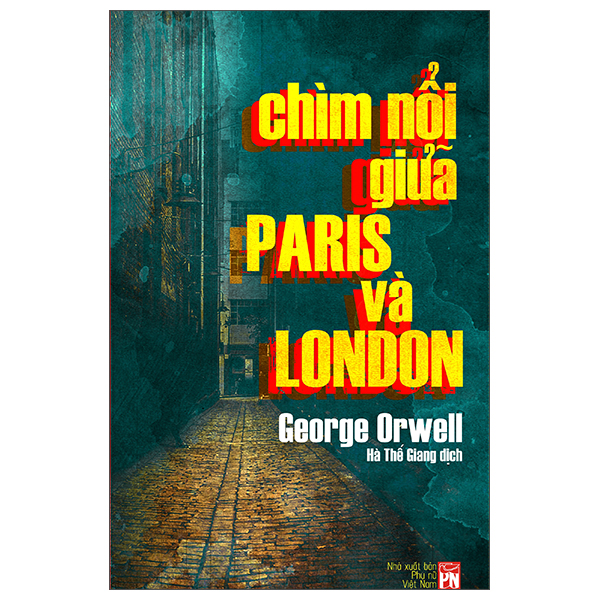 chìm nổi
giữa
PARIS
và
LONDON
George Orwell
Hà Thế Giang dịch
Nhà xuất bản
Phụ nữ
Việt Nam
PN